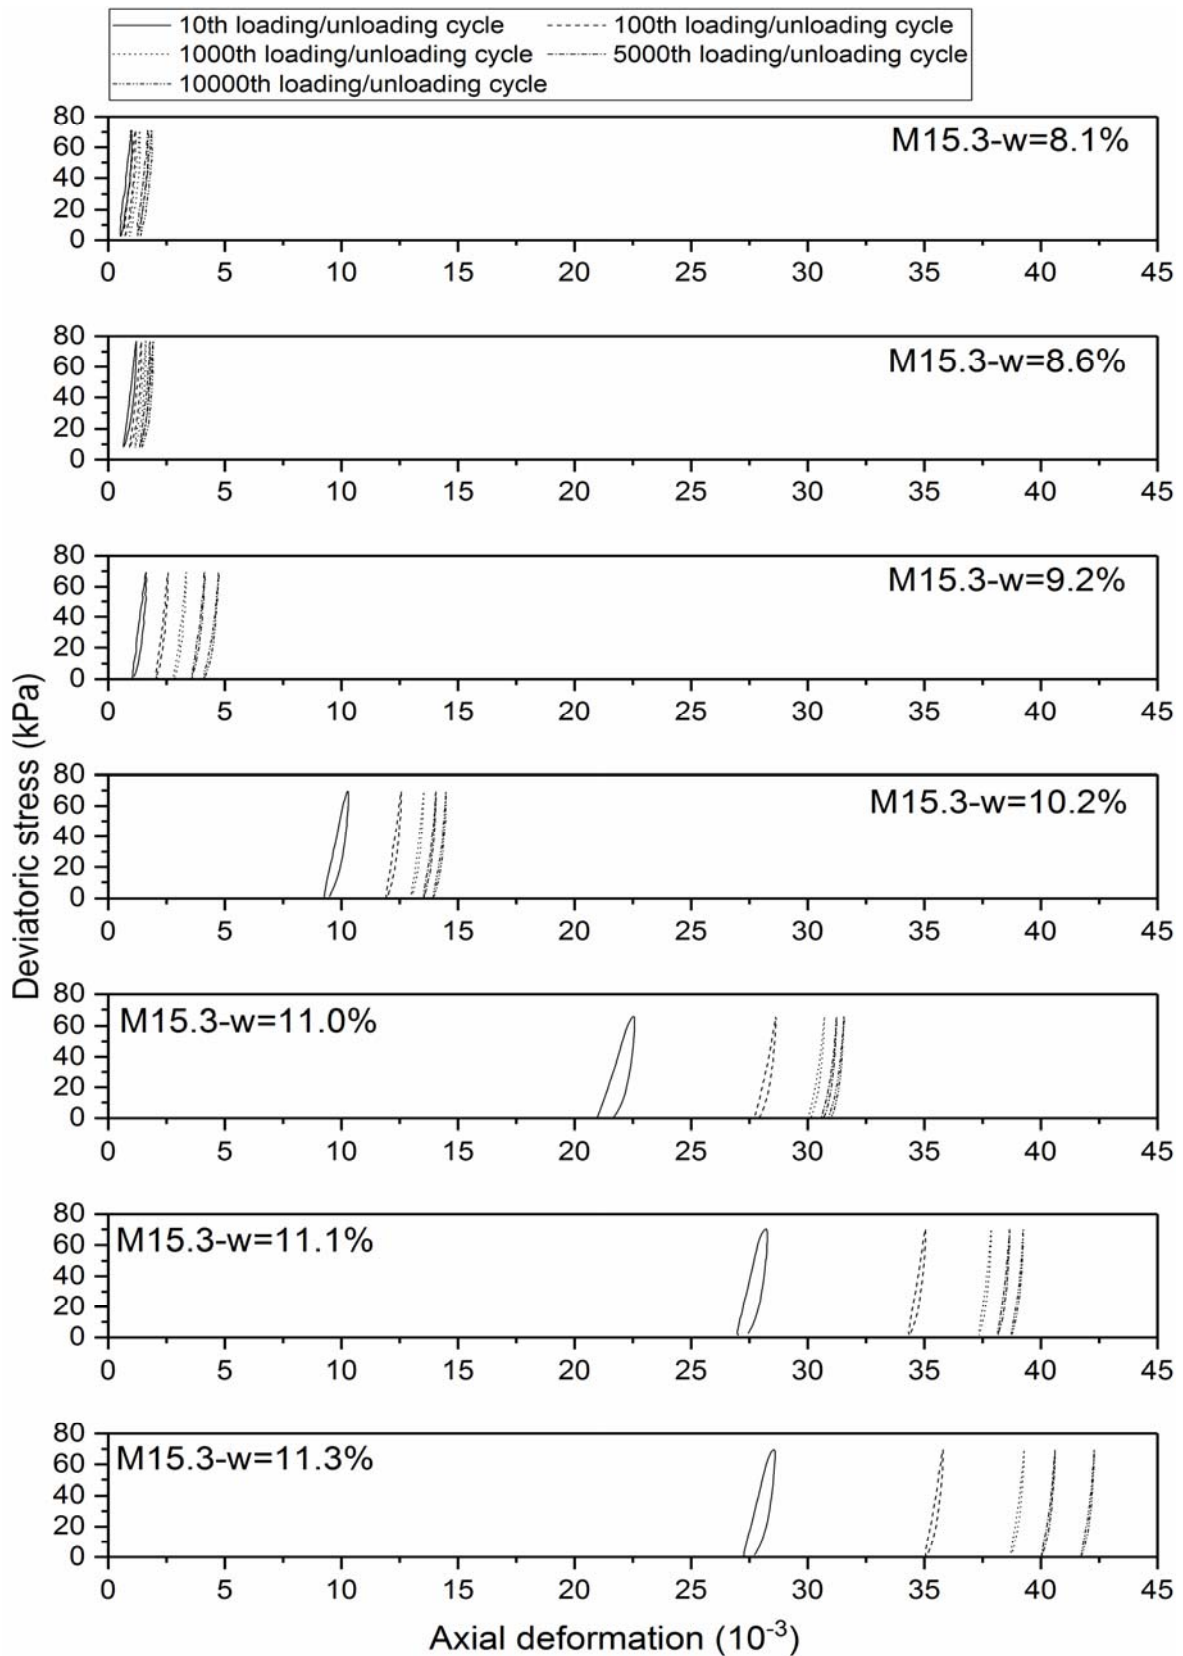 10th loading/unloading cycle 100th loading/unloading cycle
1000th loading/unloading cycle 5000th loading/unloading cycle
10000th loading/unloading cycle
80
60
40
20
0
M15.3-w=8.1%
0 5 10 15 20 25 30 35 40 45
80
60
40
20
0
M15.3-w=8.6%
0 5 10 15 20 25 30 35 40 45
80
60
40
20
0
M15.3-w=9.2%
0 5 10 15 20 25 30 35 40 45
Deviatoric stress (kPa)
80
60
40
20
0
M15.3-w=10.2%
0 5 10 15 20 25 30 35 40 45
80
60
40
20
0
M15.3-w=11.0%
0 5 10 15 20 25 30 35 40 45
80
60
40
20
0
M15.3-w=11.1%
0 5 10 15 20 25 30 35 40 45
80
60
40
20
0
M15.3-w=11.3%
0 5 10 15 20 25 30 35 40 45
Axial deformation (10⁻³)